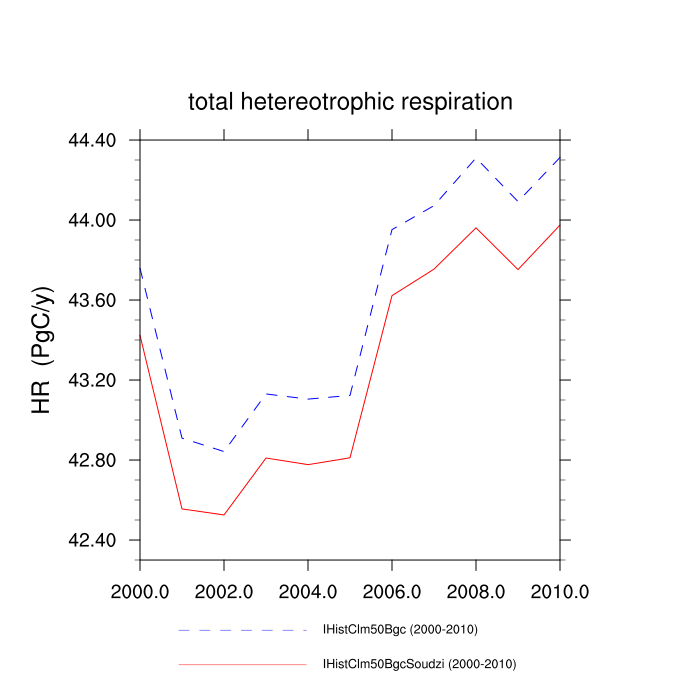 total hetereotrophic respiration
HR (PgC/y)
44.40
44.00
43.60
43.20
42.80
42.40
2000.0 2002.0 2004.0 2006.0 2008.0 2010.0
IHistClm50Bgc (2000-2010)
IHistClm50BgcSoudzi (2000-2010)